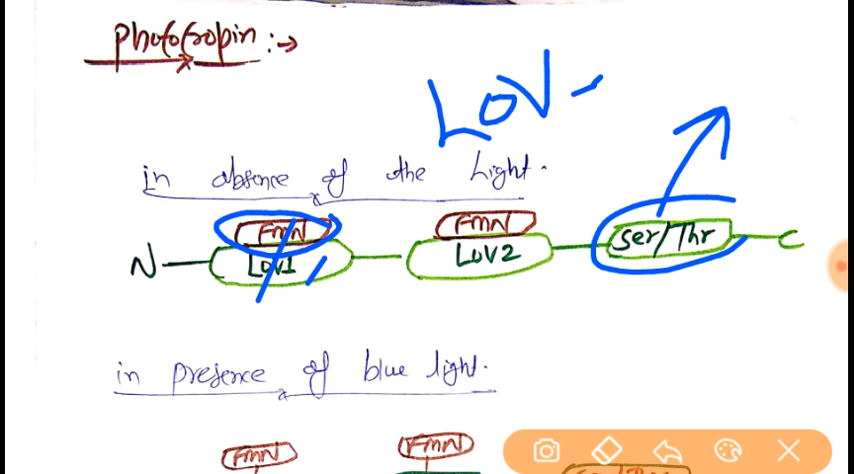 Phototropin :→
LOV -
in absence of the Light.
FMN FMN
N LOV1 LOV2 Ser/Thr C
in presence of blue light.
FMN FMN